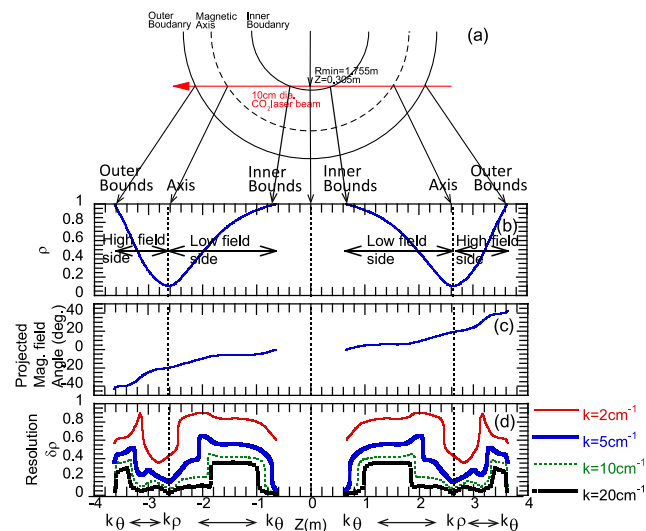 Outer Boudanry
Magnetic Axis
Inner Boudanry
(a)
Rmin=1.755m
Z=0.305m
10cm dia.
CO2 laser beam
Outer Bounds
Axis
Inner Bounds
Inner Bounds
Axis
Outer Bounds
1
0.8
0.6
0.4
0.2
0
ρ
(b)
High field side
Low field side
Low field side
High field side
Projected Mag. field Angle (deg.)
-40
-20
0
20
40
(c)
Resolution δρ
1
0.8
0.6
0.4
0.2
0
(d)
k=2cm-1
k=5cm-1
k=10cm-1
k=20cm-1
-4 -3 -2 -1 0 1 2 3 4
Z(m)
kθ kρ kθ kθ kρ kθ